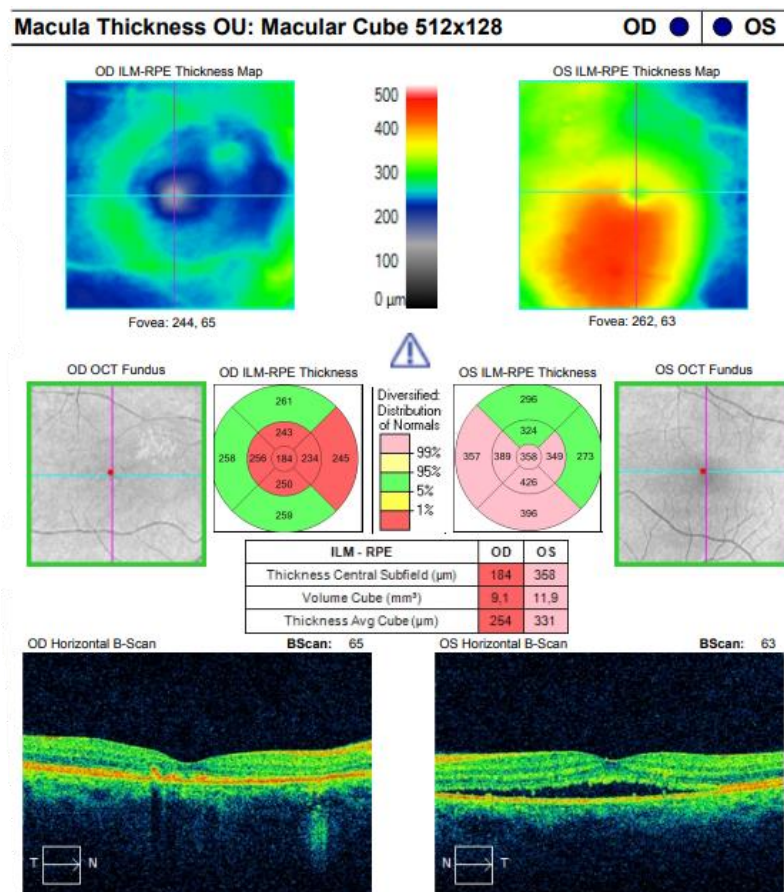 Macula Thickness OU: Macular Cube 512x128 OD OS
OD ILM-RPE Thickness Map OS ILM-RPE Thickness Map
500
400
300
200
100
0 µm
Fovea: 244, 65 Fovea: 262, 63
OD OCT Fundus OD ILM-RPE Thickness OS ILM-RPE Thickness OS OCT Fundus
Diversified:
Distribution
of Normals
99%
95%
5%
1%
261
243
258 256 184 234 245
250
259
296
324
357 389 358 349 273
426
396
ILM - RPE OD OS
Thickness Central Subfield (µm) 184 358
Volume Cube (mm³) 9,1 11,9
Thickness Avg Cube (µm) 254 331
OD Horizontal B-Scan BScan: 65 OS Horizontal B-Scan BScan: 63
T N N T